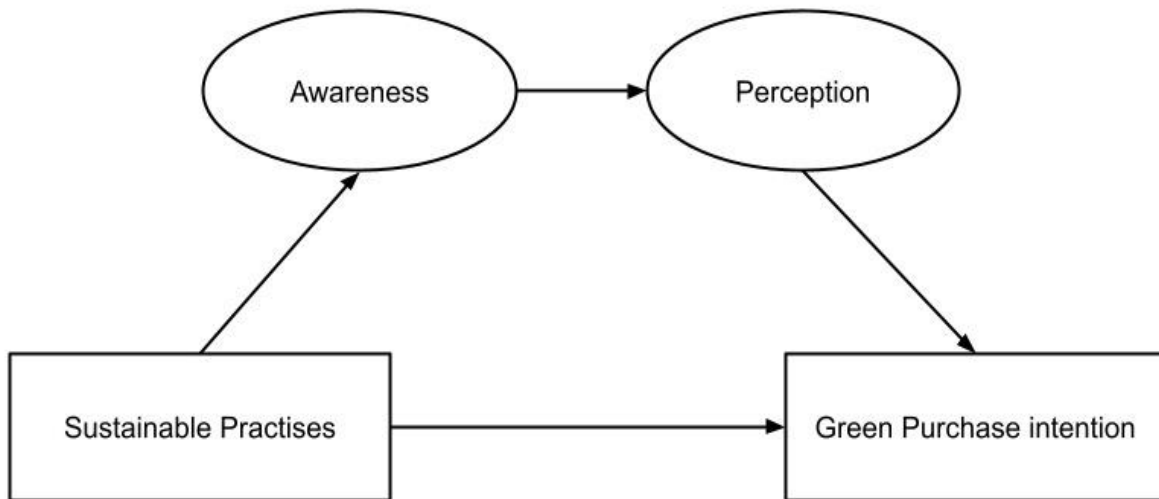 Awareness
Perception
Sustainable Practises
Green Purchase intention